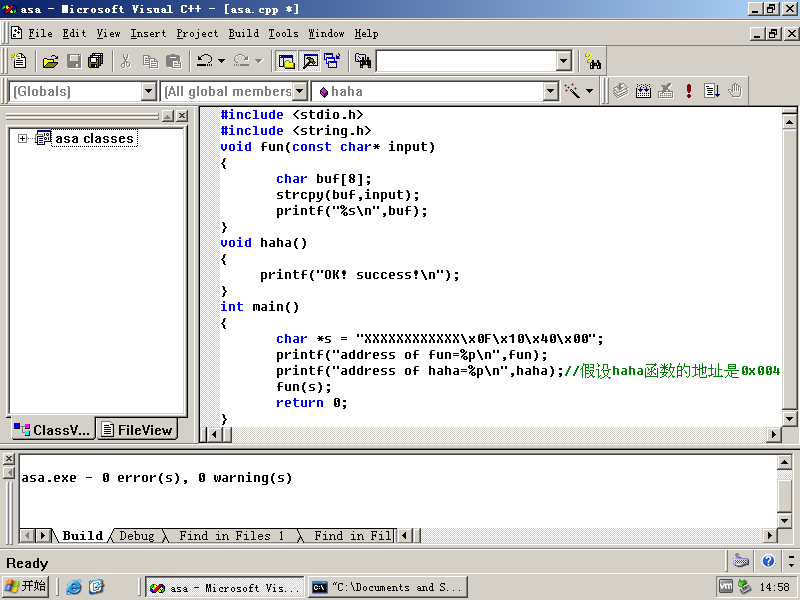 asa - Microsoft Visual C++ - [asa.cpp *]
File Edit View Insert Project Build Tools Window Help
(Globals) [All global members haha
#include <stdio.h>
#include <string.h>
void fun(const char* input)
{
char buf[8];
strcpy(buf,input);
printf("%s\n",buf);
}
void haha()
{
printf("OK! success!\n");
}
int main()
{
char *s = "XXXXXXXXXXXX\x0F\x10\x40\x00";
printf("address of fun=%p\n",fun);
printf("address of haha=%p\n",haha);//假设haha函数的地址是0x004
fun(s);
return 0;
}
asa classes
ClassV... FileView
asa.exe - 0 error(s), 0 warning(s)
Build Debug Find in Files 1 Find in Fil
Ready
开始 asa - Microsoft Vis... "C:\Documents and S... 14:58